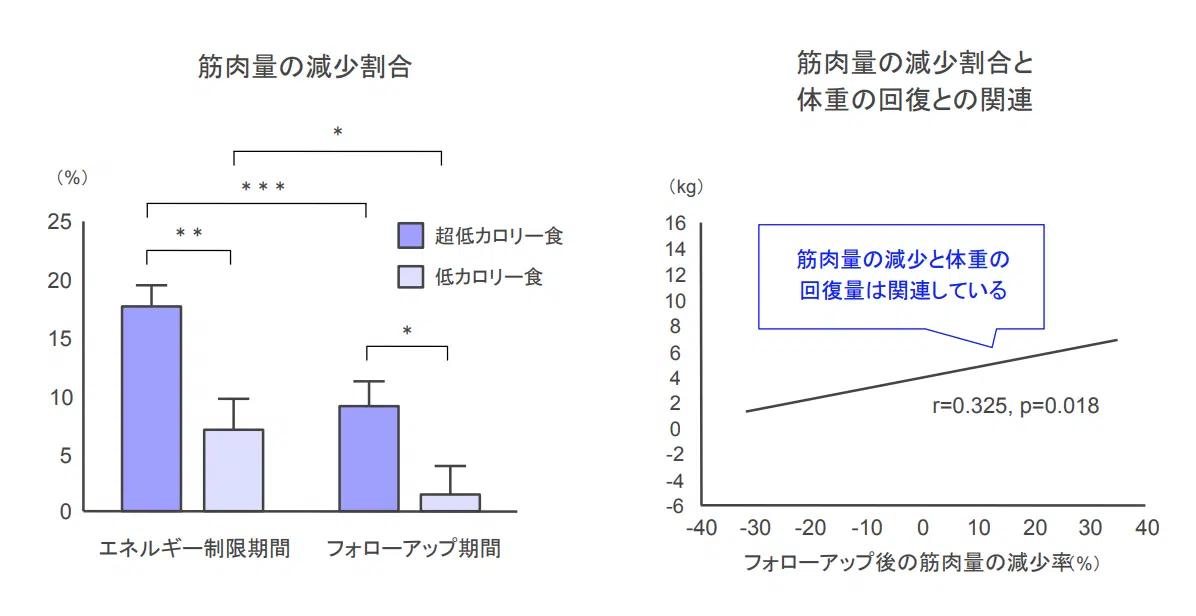 筋肉量の減少割合
*
(%)
* * *
25
* *
超低カロリー食
20
低カロリー食
15
*
10
5
0
エネルギー制限期間
フォローアップ期間
筋肉量の減少割合と
体重の回復との関連
(kg)
16
14
12
10
8
6
4
2
0
-2
-4
-6
筋肉量の減少と体重の
回復量は関連している
r=0.325, p=0.018
-40 -30 -20 -10 0 10 20 30 40
フォローアップ後の筋肉量の減少率(%)